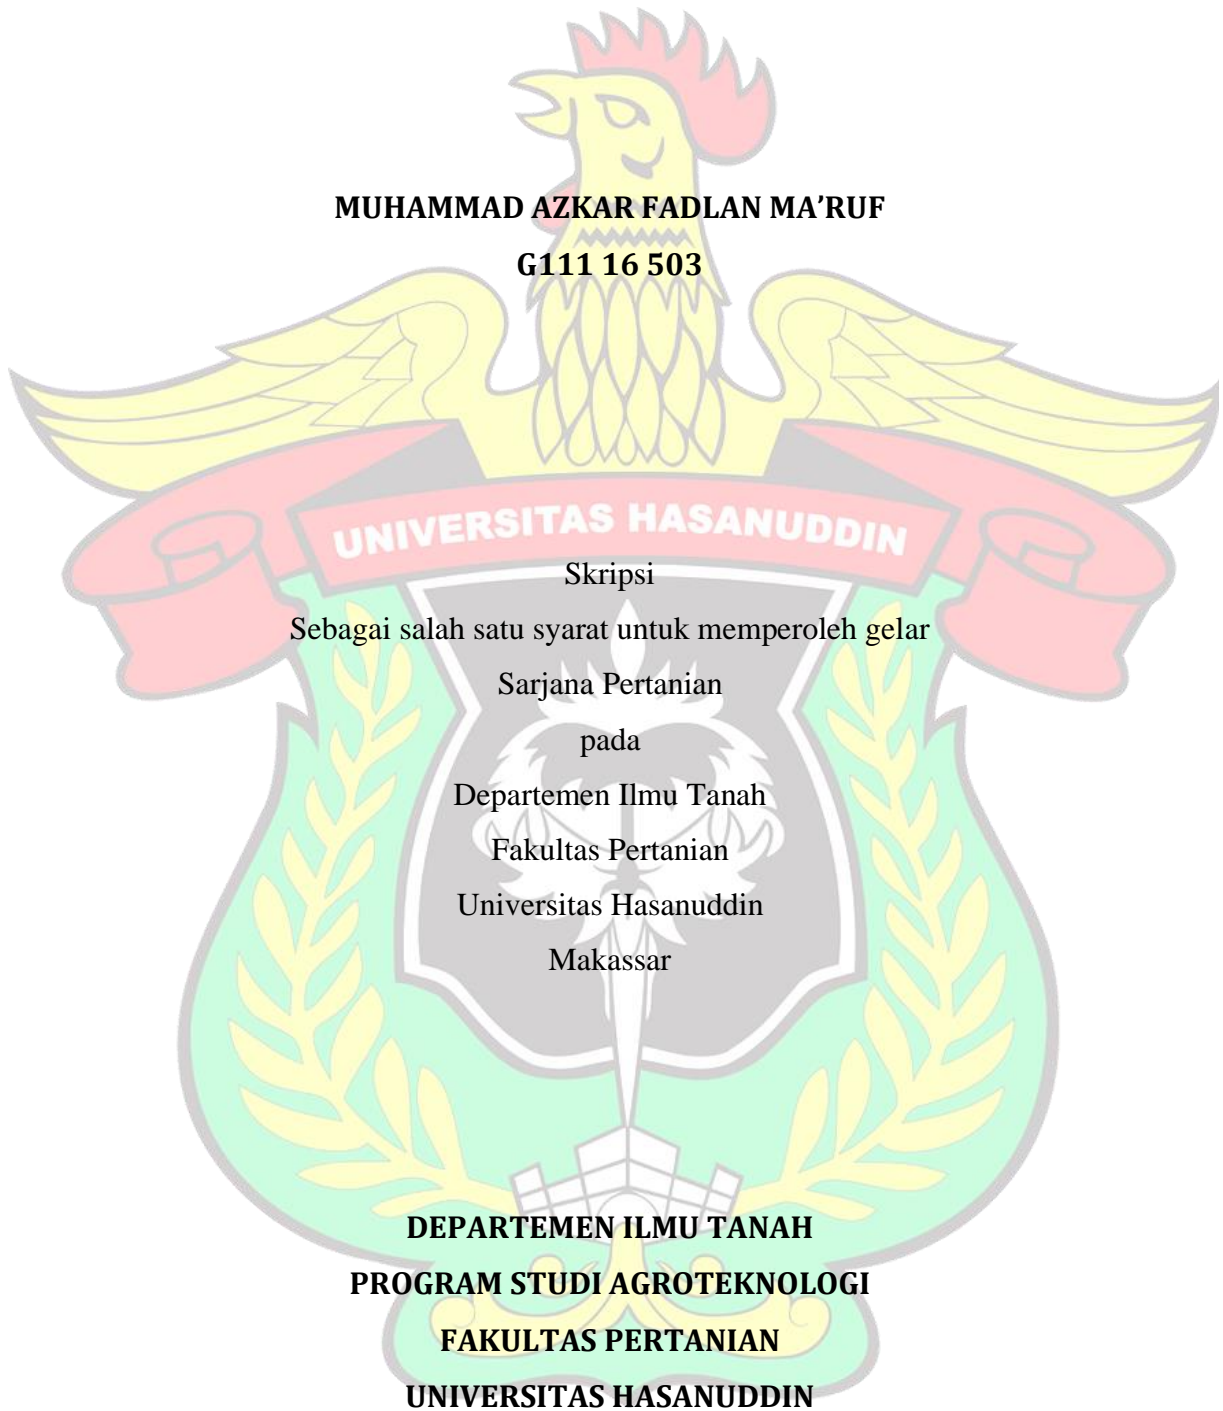 MUHAMMAD AZKAR FADLAN MA’RUF
G111 16 503
UNIVERSITAS HASANUDDIN
Skripsi
Sebagai salah satu syarat untuk memperoleh gelar
Sarjana Pertanian
pada
Departemen Ilmu Tanah
Fakultas Pertanian
Universitas Hasanuddin
Makassar
DEPARTEMEN ILMU TANAH
PROGRAM STUDI AGROTEKNOLOGI
FAKULTAS PERTANIAN
UNIVERSITAS HASANUDDIN